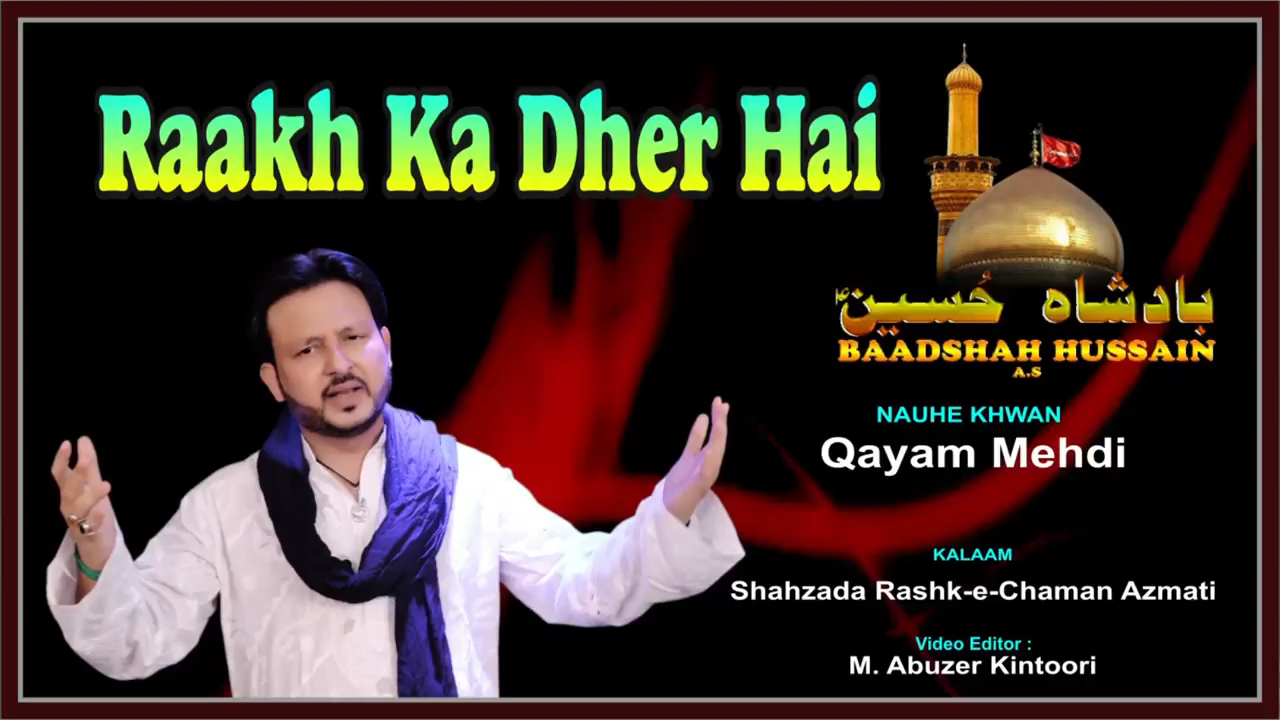 Raakh Ka Dher Hai
بادشاہ حُسین؏
BAADSHAH HUSSAIN
A.S
NAUHE KHWAN
Qayam Mehdi
KALAAM
Shahzada Rashk-e-Chaman Azmati
Video Editor :
M. Abuzer Kintoori